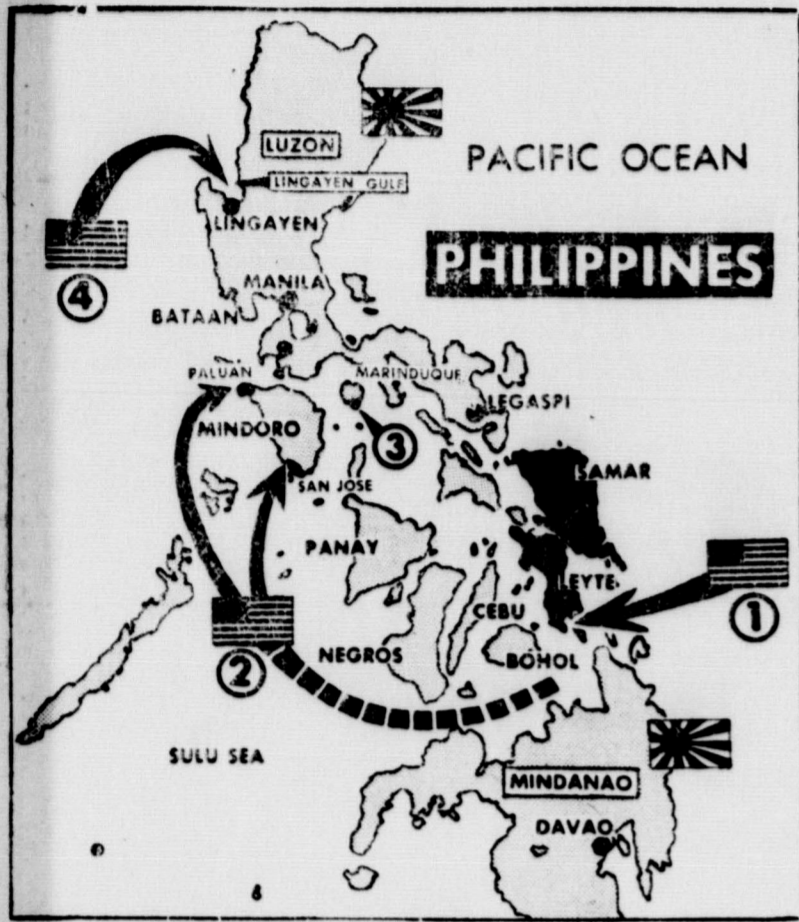 LUZON
PACIFIC OCEAN
LINGAYEN GULF
LINGAYEN
PHILIPPINES
4
MANILA
BATAAN
PALUAN
MARINDUQUE
LEGASPI
MINDORO
3
SAMAR
SAN JOSE
PANAY
LEYTE
CEBU
1
2
NEGROS
BOHOL
SULU SEA
MINDANAO
DAVAO